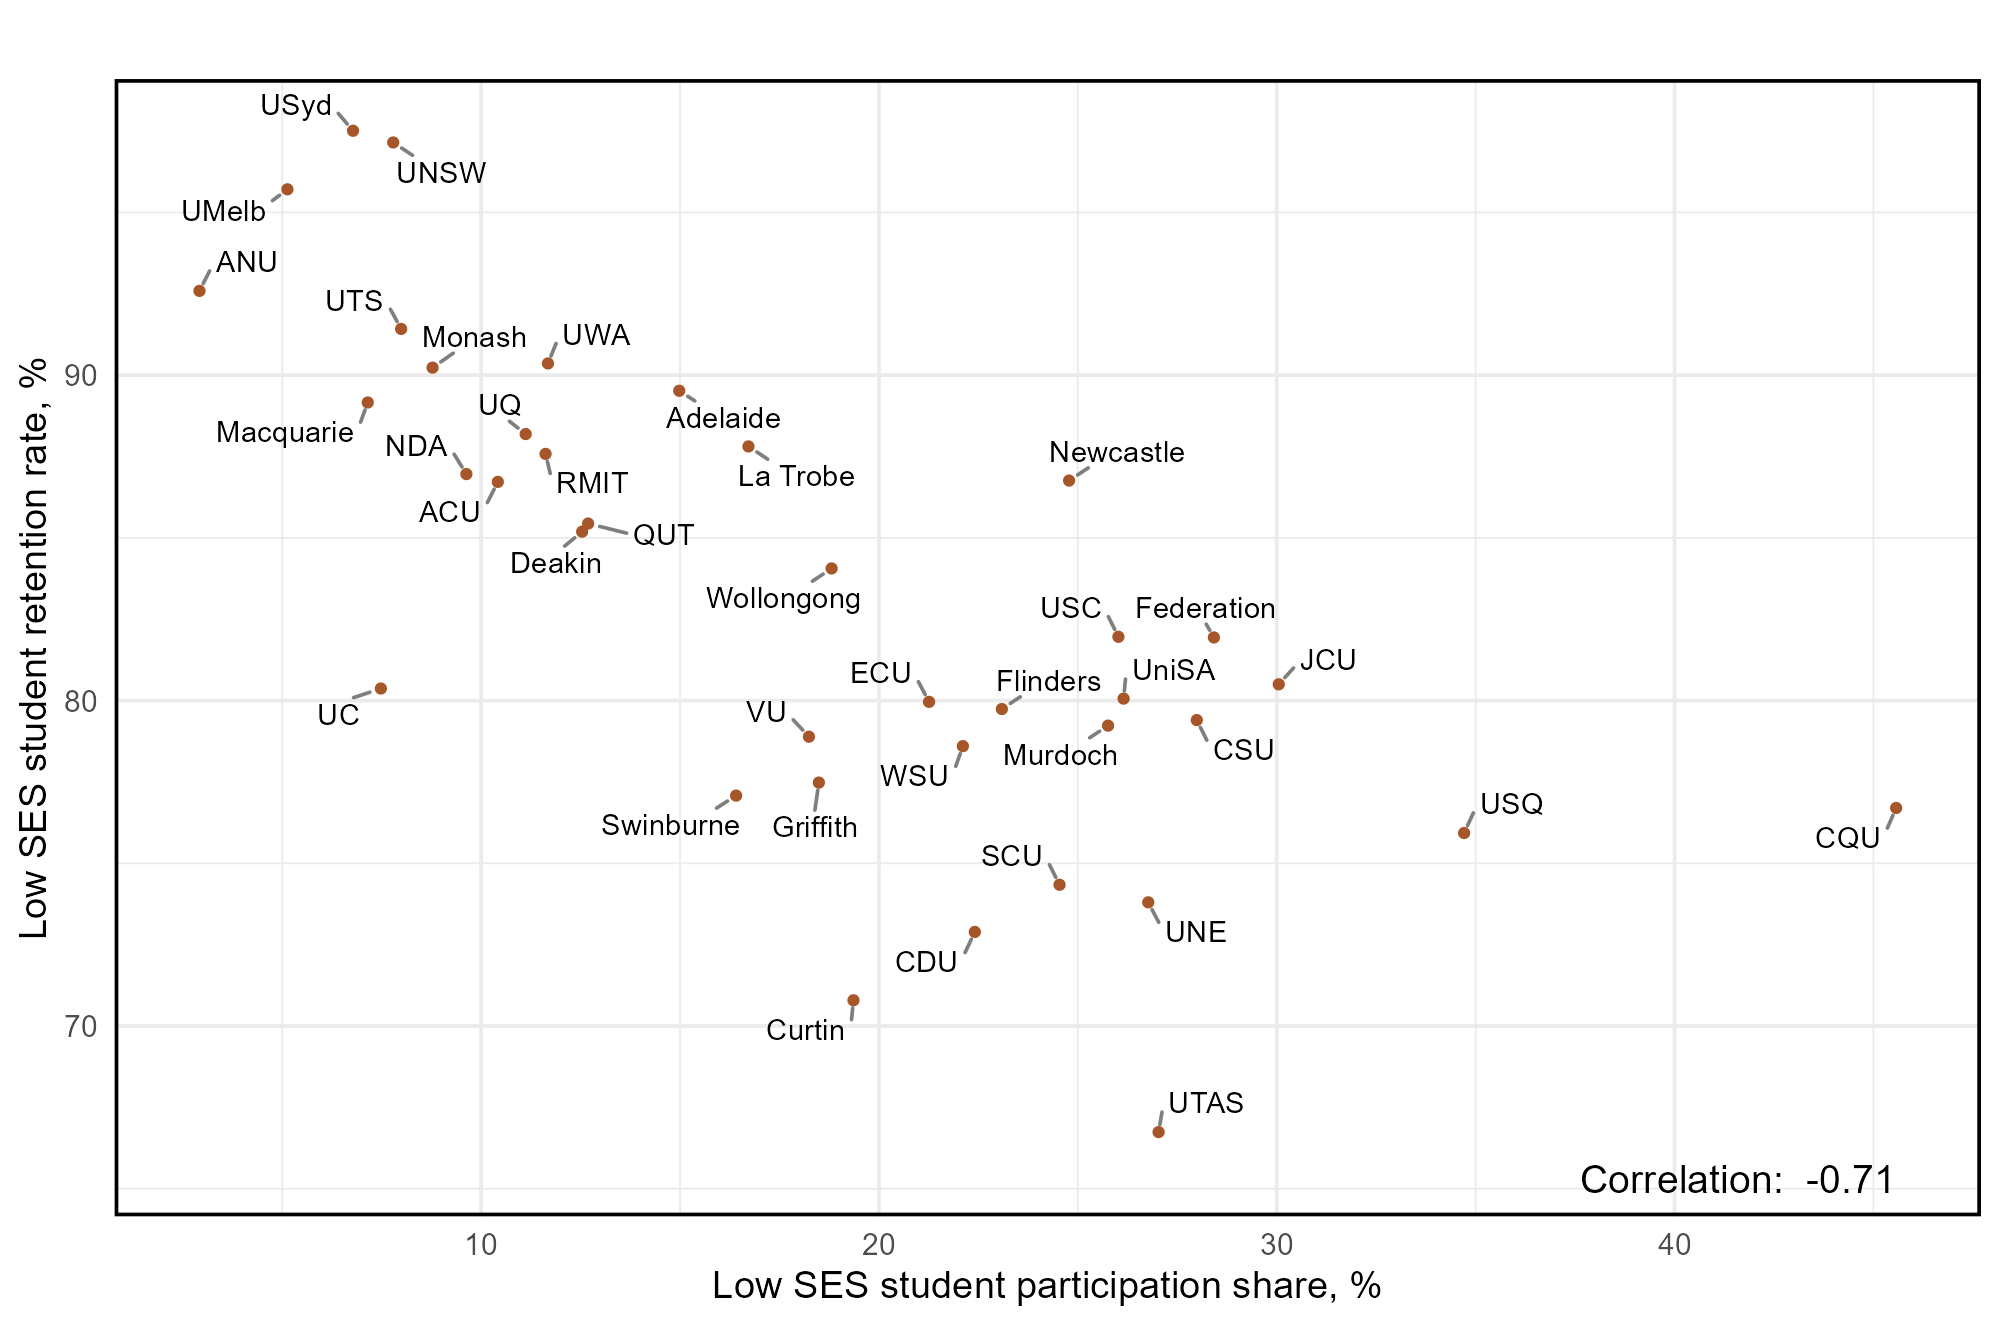 USyd
UNSW
UMelb
ANU
UTS
Monash
UWA
UQ
Adelaide
Macquarie
NDA
Newcastle
La Trobe
RMIT
ACU
QUT
Deakin
Wollongong
USC
Federation
JCU
UniSA
ECU
Flinders
UC
VU
CSU
Murdoch
WSU
USQ
Swinburne
Griffith
CQU
SCU
UNE
CDU
Curtin
UTAS
Correlation: -0.71
90
80
70
10
20
30
40
Low SES student participation share, %
Low SES student retention rate, %